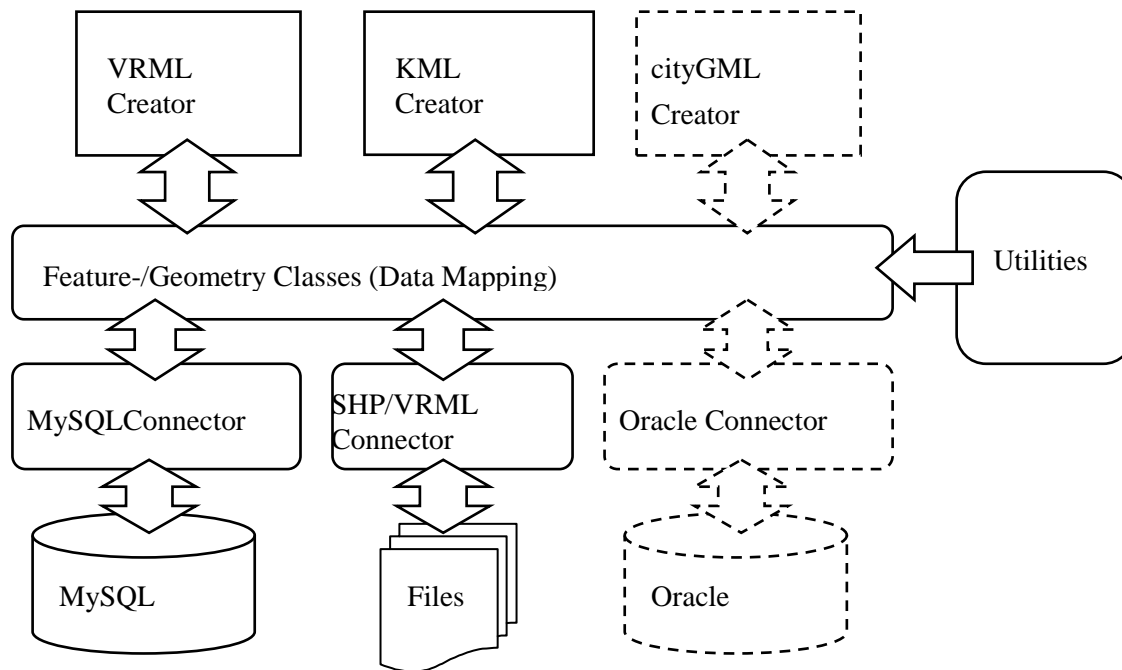 VRML
Creator
KML
Creator
cityGML
Creator
Utilities
Feature-/Geometry Classes (Data Mapping)
MySQLConnector
SHP/VRML
Connector
Oracle Connector
MySQL
Files
Oracle